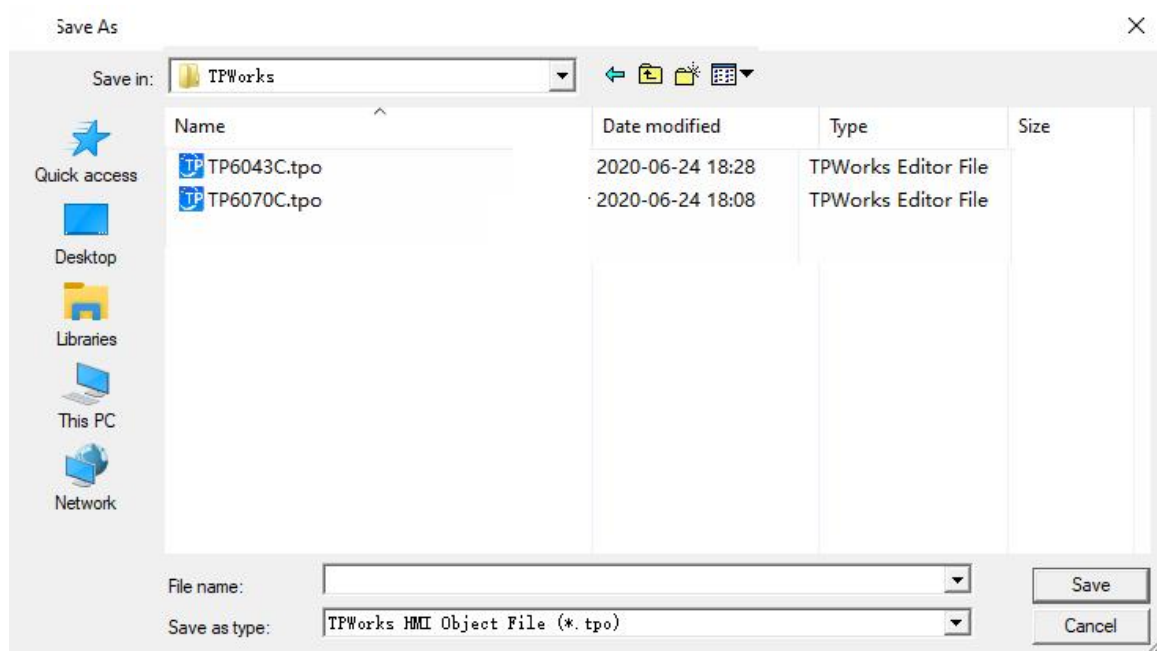 Save As
Save in: TPWorks
Name Date modified Type Size
TP6043C.tpo 2020-06-24 18:28 TPWorks Editor File
TP6070C.tpo 2020-06-24 18:08 TPWorks Editor File
Quick access
Desktop
Libraries
This PC
Network
File name: Save
Save as type: TPWorks HMI Object File (*.tpo) Cancel